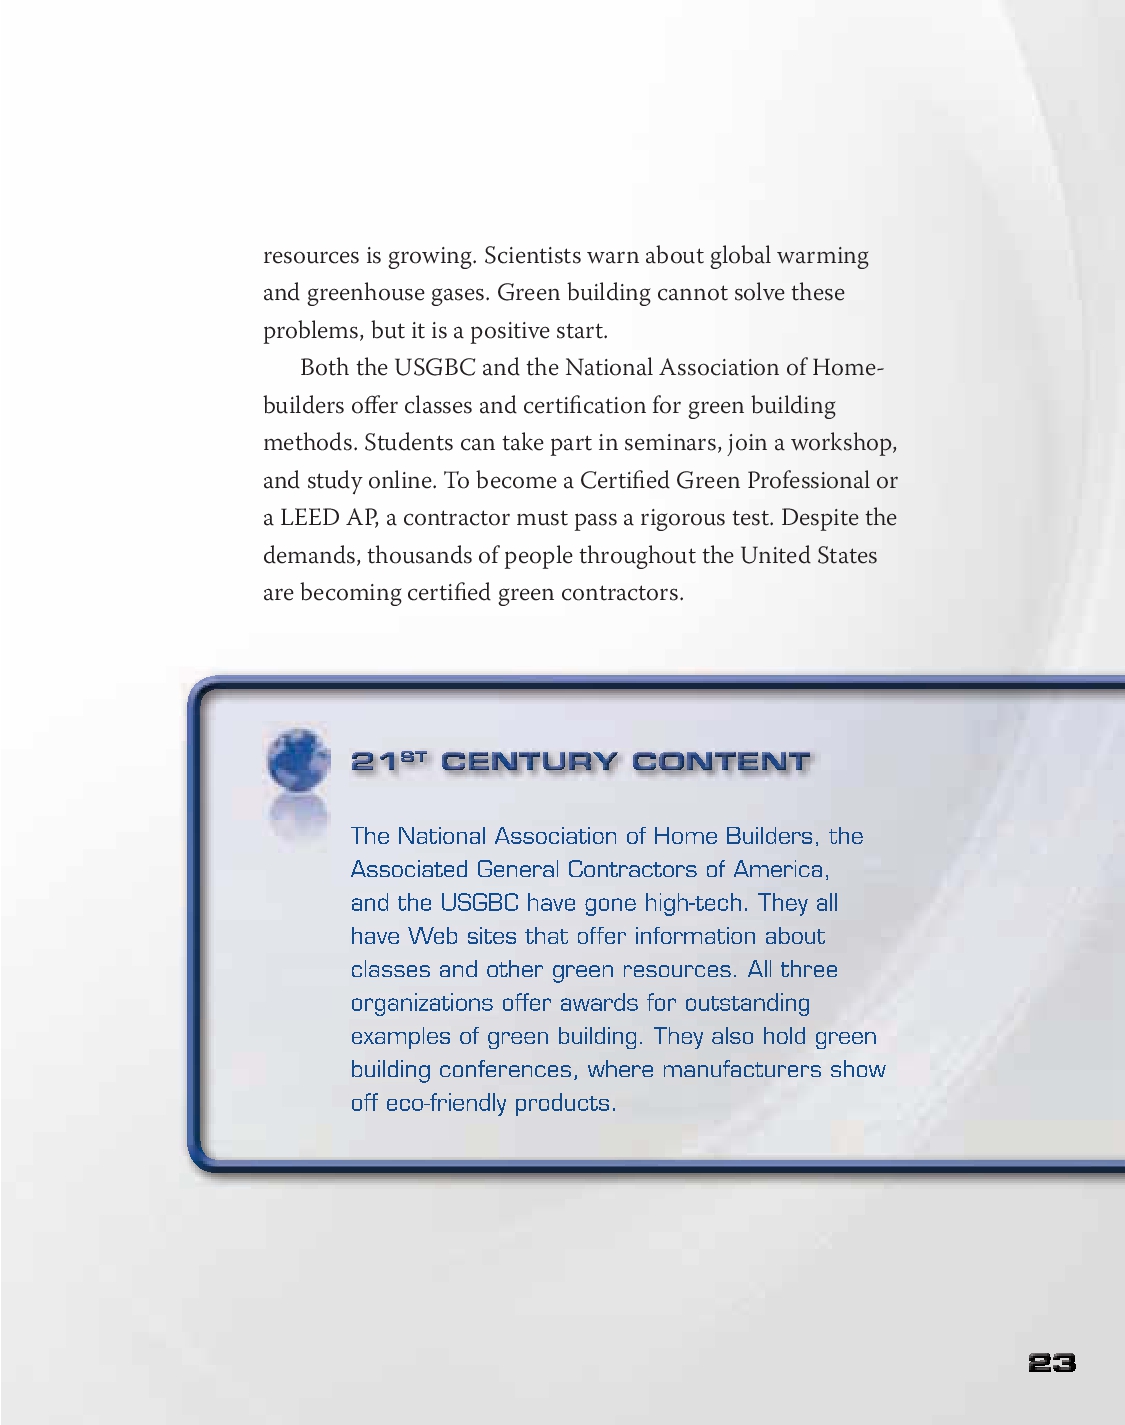 resources is growing. Scientists warn about global warming
and greenhouse gases. Green building cannot solve these
problems, but it is a positive start.
Both the USGBC and the National Association of Home-
builders offer classes and certification for green building
methods. Students can take part in seminars, join a workshop,
and study online. To become a Certified Green Professional or
a LEED AP, a contractor must pass a rigorous test. Despite the
demands, thousands of people throughout the United States
are becoming certified green contractors.
21ST CENTURY CONTENT
The National Association of Home Builders, the
Associated General Contractors of America,
and the USGBC have gone high-tech. They all
have Web sites that offer information about
classes and other green resources. All three
organizations offer awards for outstanding
examples of green building. They also hold green
building conferences, where manufacturers show
off eco-friendly products.
23